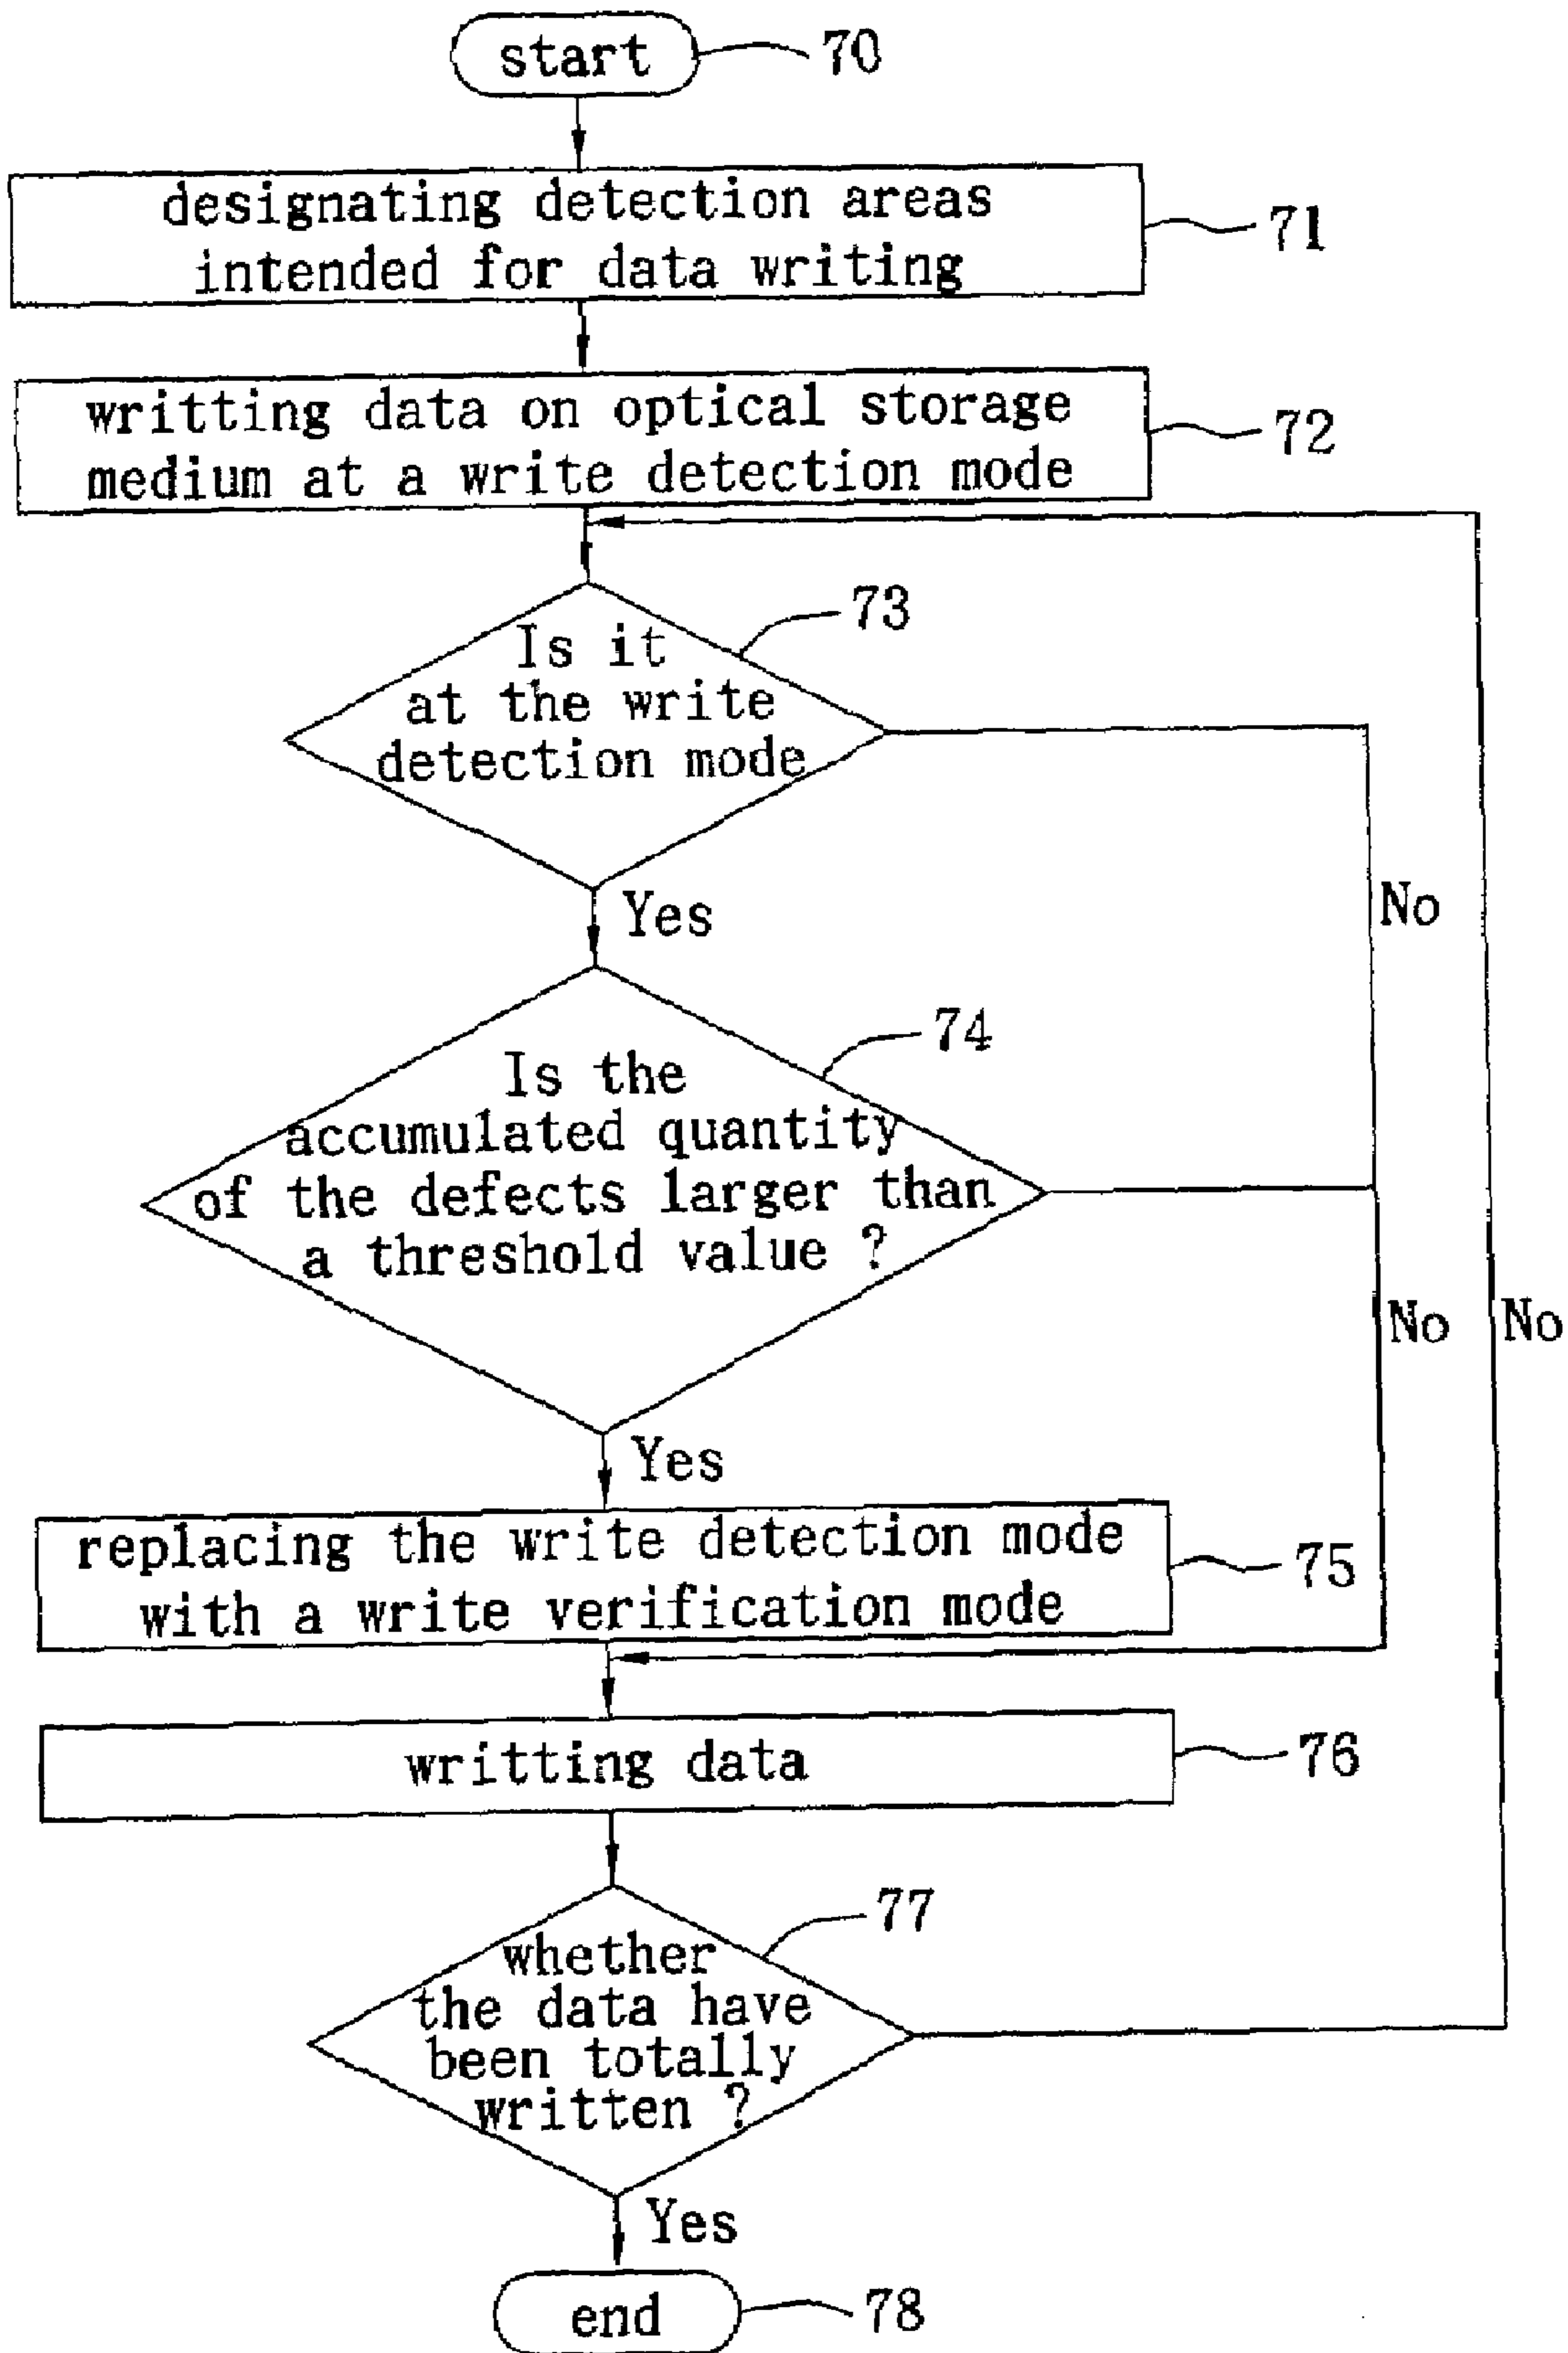 start
70
designating detection areas
intended for data writing
71
writting data on optical storage
medium at a write detection mode
72
Is it
at the write
detection mode
73
No
Yes
Is the
accumulated quantity
of the defects larger than
a threshold value ?
74
No
No
Yes
replacing the write detection mode
with a write verification mode
75
writting data
76
whether
the data have
been totally
written ?
77
Yes
end
78